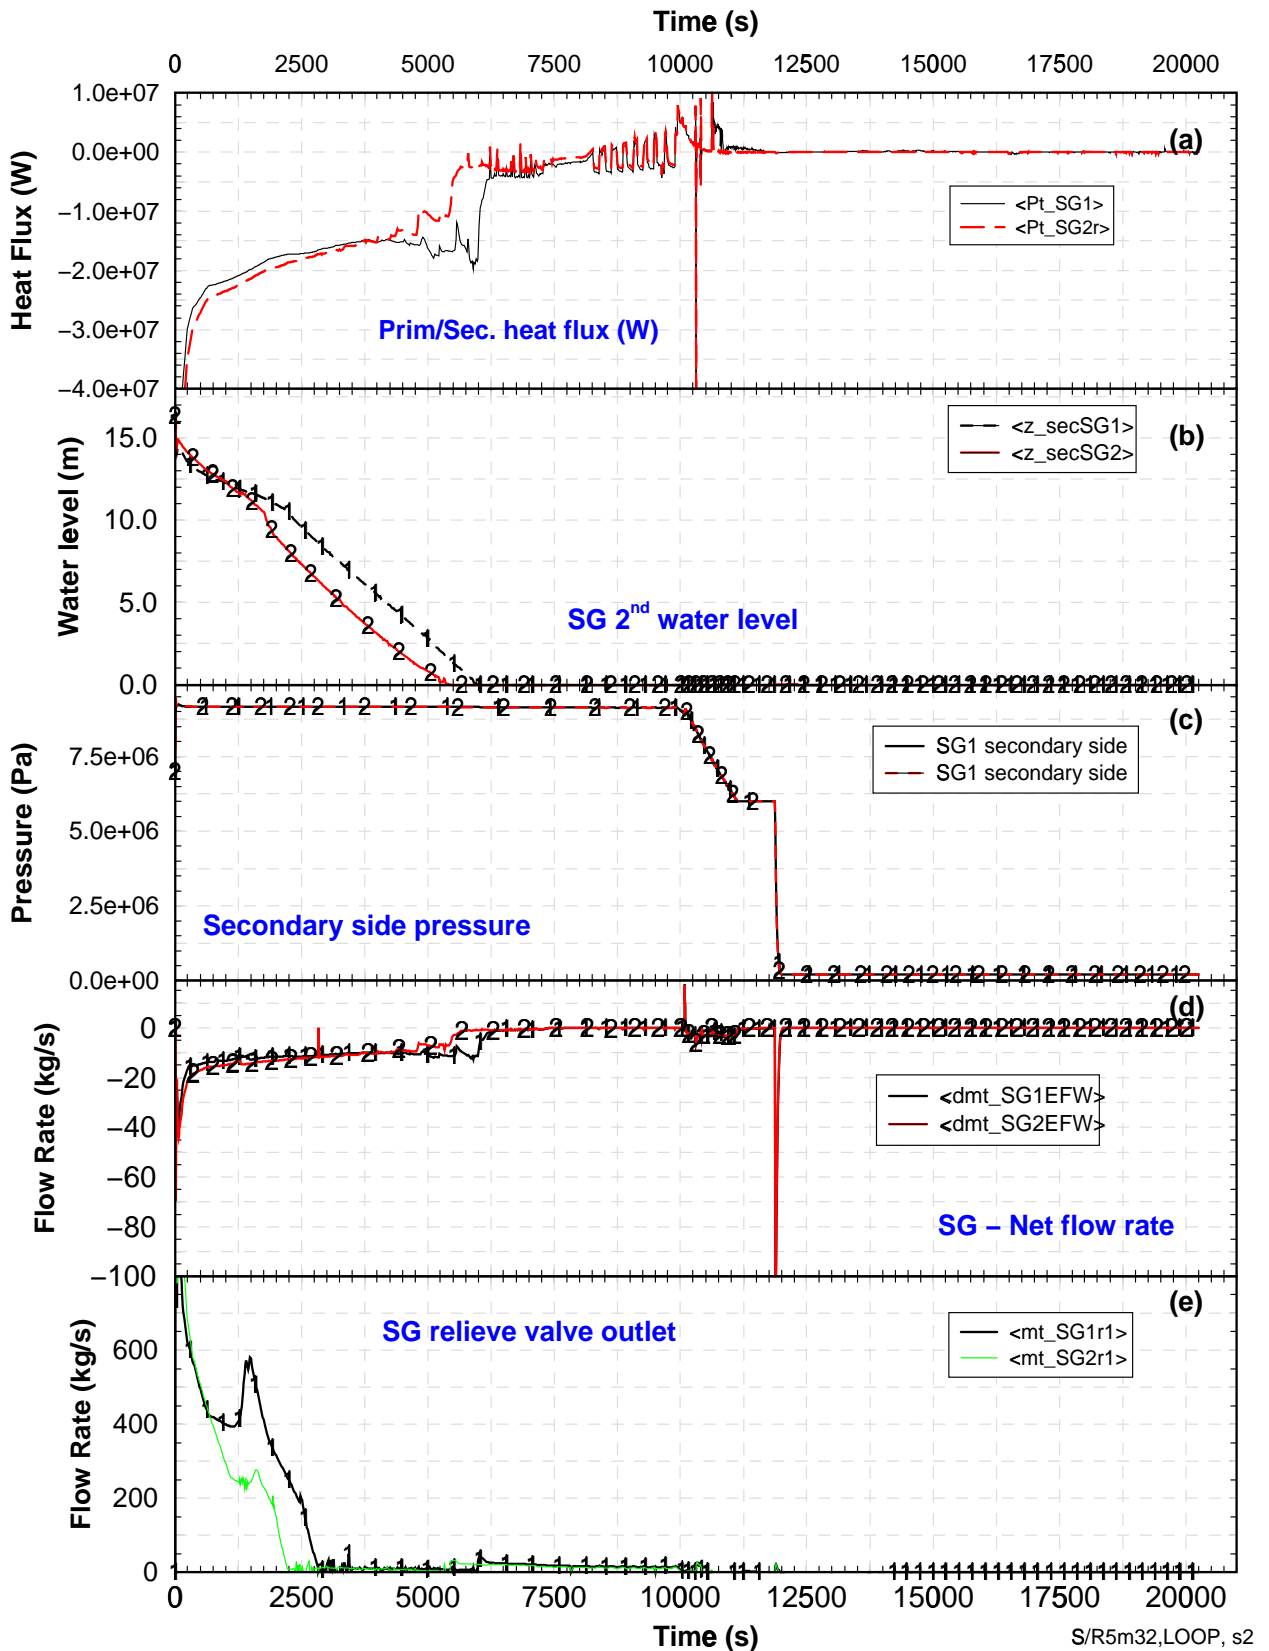 Time (s)
0 2500 5000 7500 10000 12500 15000 17500 20000
1.0e+07
0.0e+00
−1.0e+07
−2.0e+07
−3.0e+07
−4.0e+07
Heat Flux (W)
(a)
<Pt_SG1>
<Pt_SG2r>
Prim/Sec. heat flux (W)
15.0
10.0
5.0
0.0
Water level (m)
(b)
<z_secSG1>
<z_secSG2>
SG 2nd water level
7.5e+06
5.0e+06
2.5e+06
0.0e+00
Pressure (Pa)
(c)
SG1 secondary side
SG1 secondary side
Secondary side pressure
0
−20
−40
−60
−80
−100
Flow Rate (kg/s)
(d)
<dmt_SG1EFW>
<dmt_SG2EFW>
SG − Net flow rate
600
400
200
0
Flow Rate (kg/s)
(e)
<mt_SG1r1>
<mt_SG2r1>
SG relieve valve outlet
0 2500 5000 7500 10000 12500 15000 17500 20000
Time (s)
S/R5m32,LOOP, s2